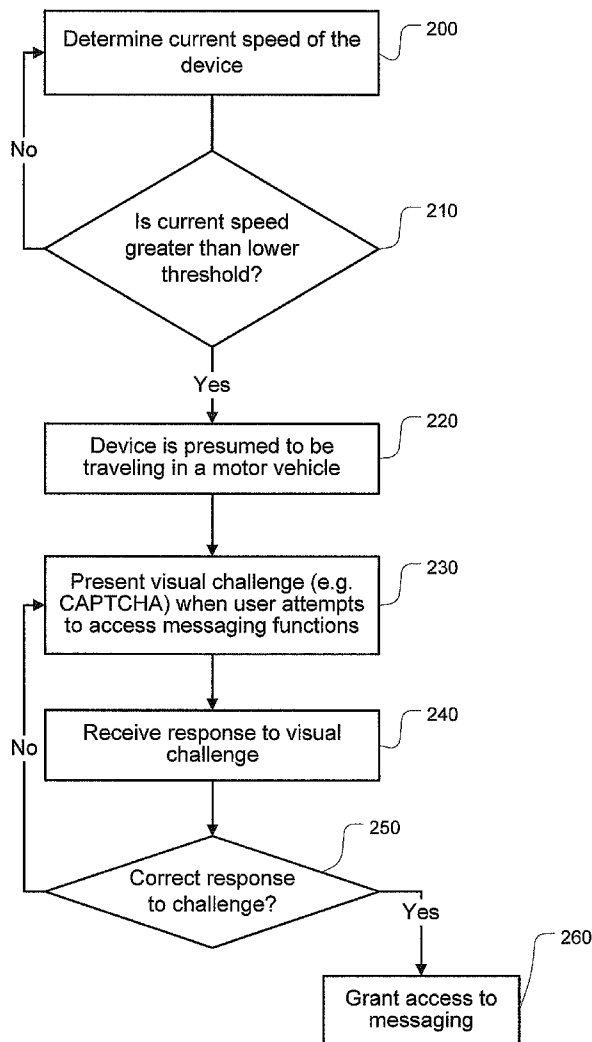 Determine current speed of the
device
200
No
Is current speed
greater than lower
threshold?
210
Yes
Device is presumed to be
traveling in a motor vehicle
220
Present visual challenge (e.g.
CAPTCHA) when user attempts
to access messaging functions
230
Receive response to visual
challenge
240
No
Correct response
to challenge?
250
Yes
Grant access to
messaging
260